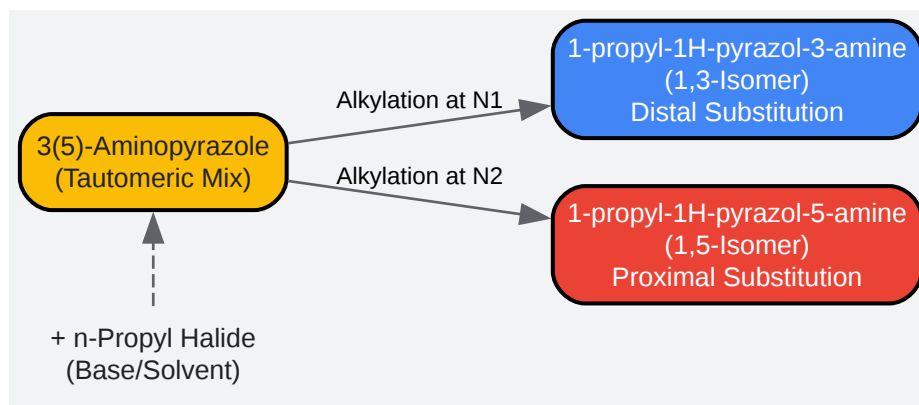 1-propyl-1H-pyrazol-3-amine
(1,3-Isomer)
Distal Substitution
Alkylation at N1
3(5)-Aminopyrazole
(Tautomeric Mix)
Alkylation at N2
1-propyl-1H-pyrazol-5-amine
(1,5-Isomer)
Proximal Substitution
+ n-Propyl Halide
(Base/Solvent)